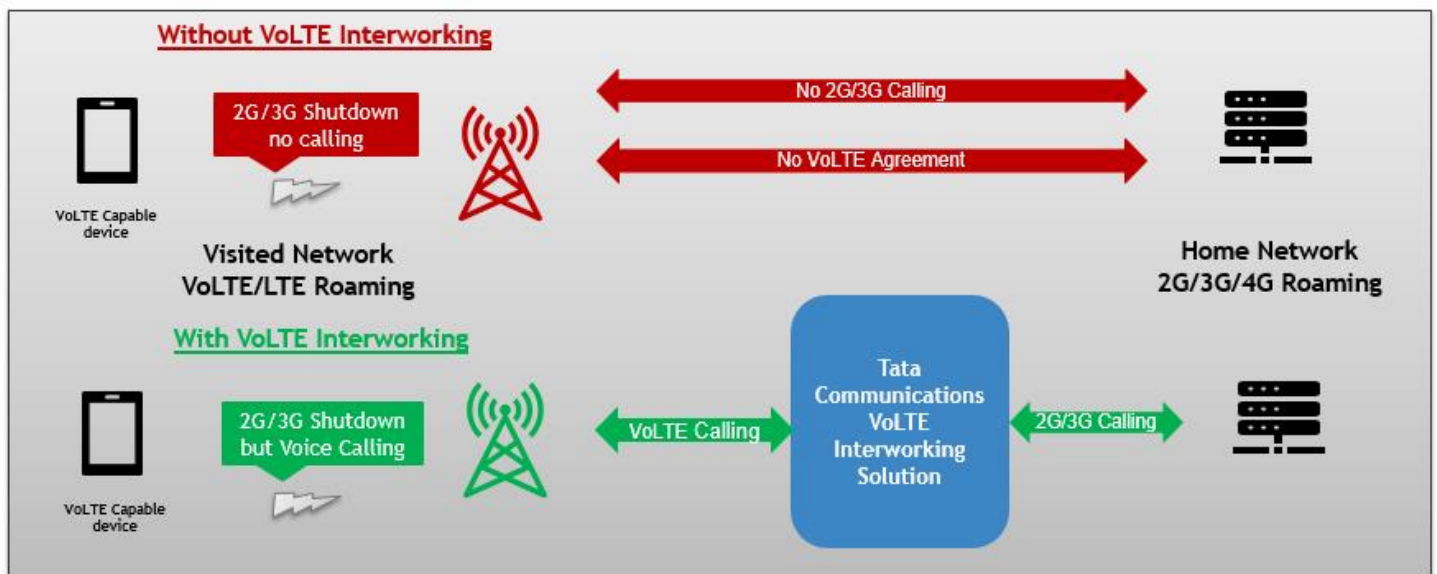 Without VoLTE Interworking
2G/3G Shutdown
no calling
No 2G/3G Calling
No VoLTE Agreement
VoLTE Capable
device
Visited Network
VoLTE/LTE Roaming
Home Network
2G/3G/4G Roaming
With VoLTE Interworking
2G/3G Shutdown
but Voice Calling
VoLTE Calling
Tata
Communications
VoLTE
Interworking
Solution
2G/3G Calling
VoLTE Capable
device